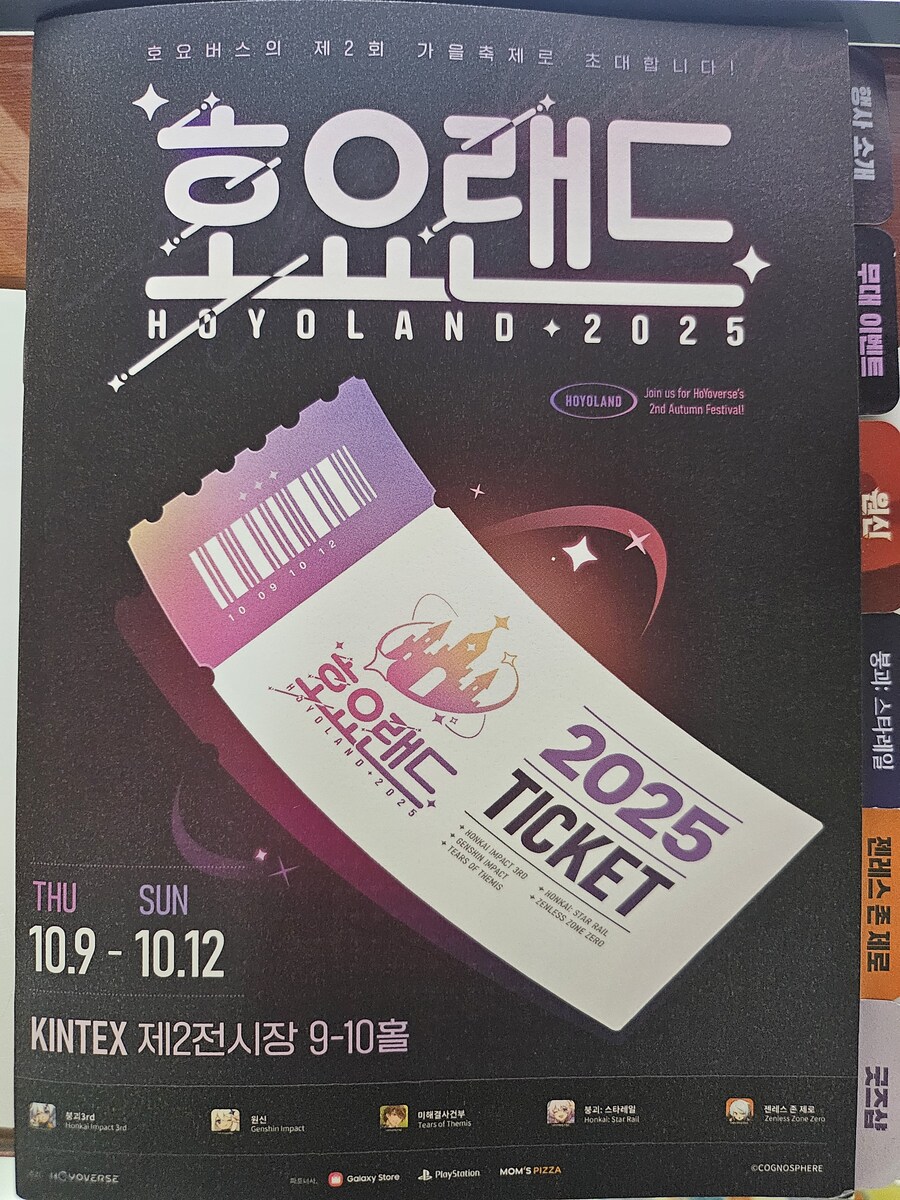 호요버스의 제2회 가을축제로 초대합니다!
호요랜드
HOYOLAND 2025
HOYOLAND
Join us for HoYoverse's
2nd Autumn Festival!
10 09 10 12
호요랜드
HOYOLAND 2025
2025
TICKET
HONKAI IMPACT 3RD
GENSHIN IMPACT
TEARS OF THEMIS
HONKAI: STAR RAIL
ZENLESS ZONE ZERO
THU SUN
10.9 - 10.12
KINTEX 제2전시장 9-10홀
붕괴3rd
Honkai Impact 3rd
원신
Genshin Impact
미해결사건부
Tears of Themis
붕괴: 스타레일
Honkai: Star Rail
젠레스 존 제로
Zenless Zone Zero
HOYOVERSE
파트너사.
Galaxy Store
PlayStation
MOM'S PIZZA
©COGNOSPHERE
행사 소개
무대 이벤트
원신
붕괴: 스타레일
젠레스 존 제로
굿즈샵